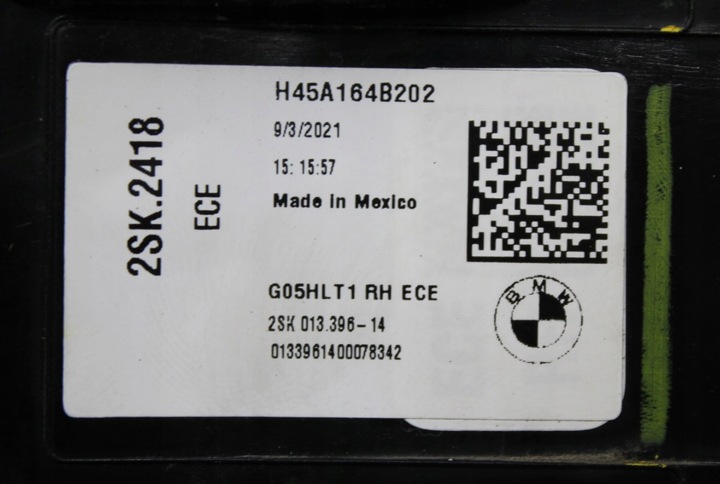 2SK.2418
ECE
H45A164B202
9/3/2021
15: 15:57
Made in Mexico
G05HLT1 RH ECE
2SK 013.396-14
0133961400078342
BMW